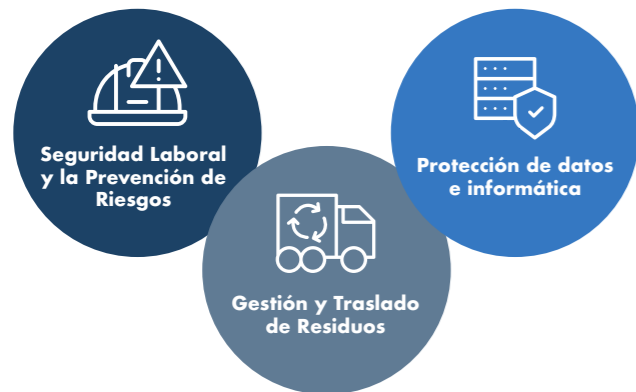 Seguridad Laboral
y la Prevención de
Riesgos
Protección de datos
e informática
Gestión y Traslado
de Residuos